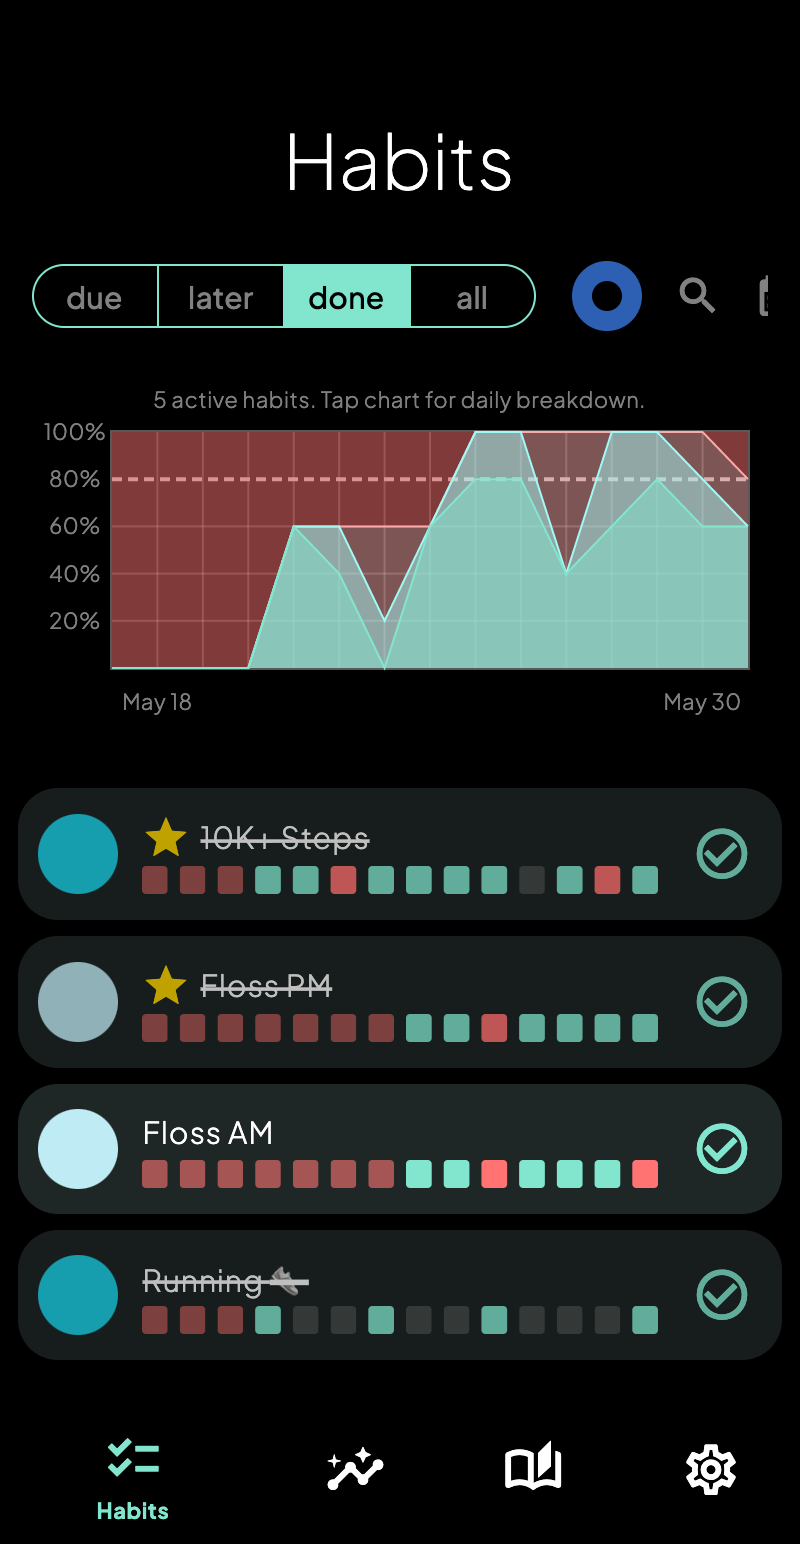 Habits
due later done all
5 active habits. Tap chart for daily breakdown.
100%
80%
60%
40%
20%
May 18 May 30
10K+ Steps
Floss PM
Floss AM
Running
Habits